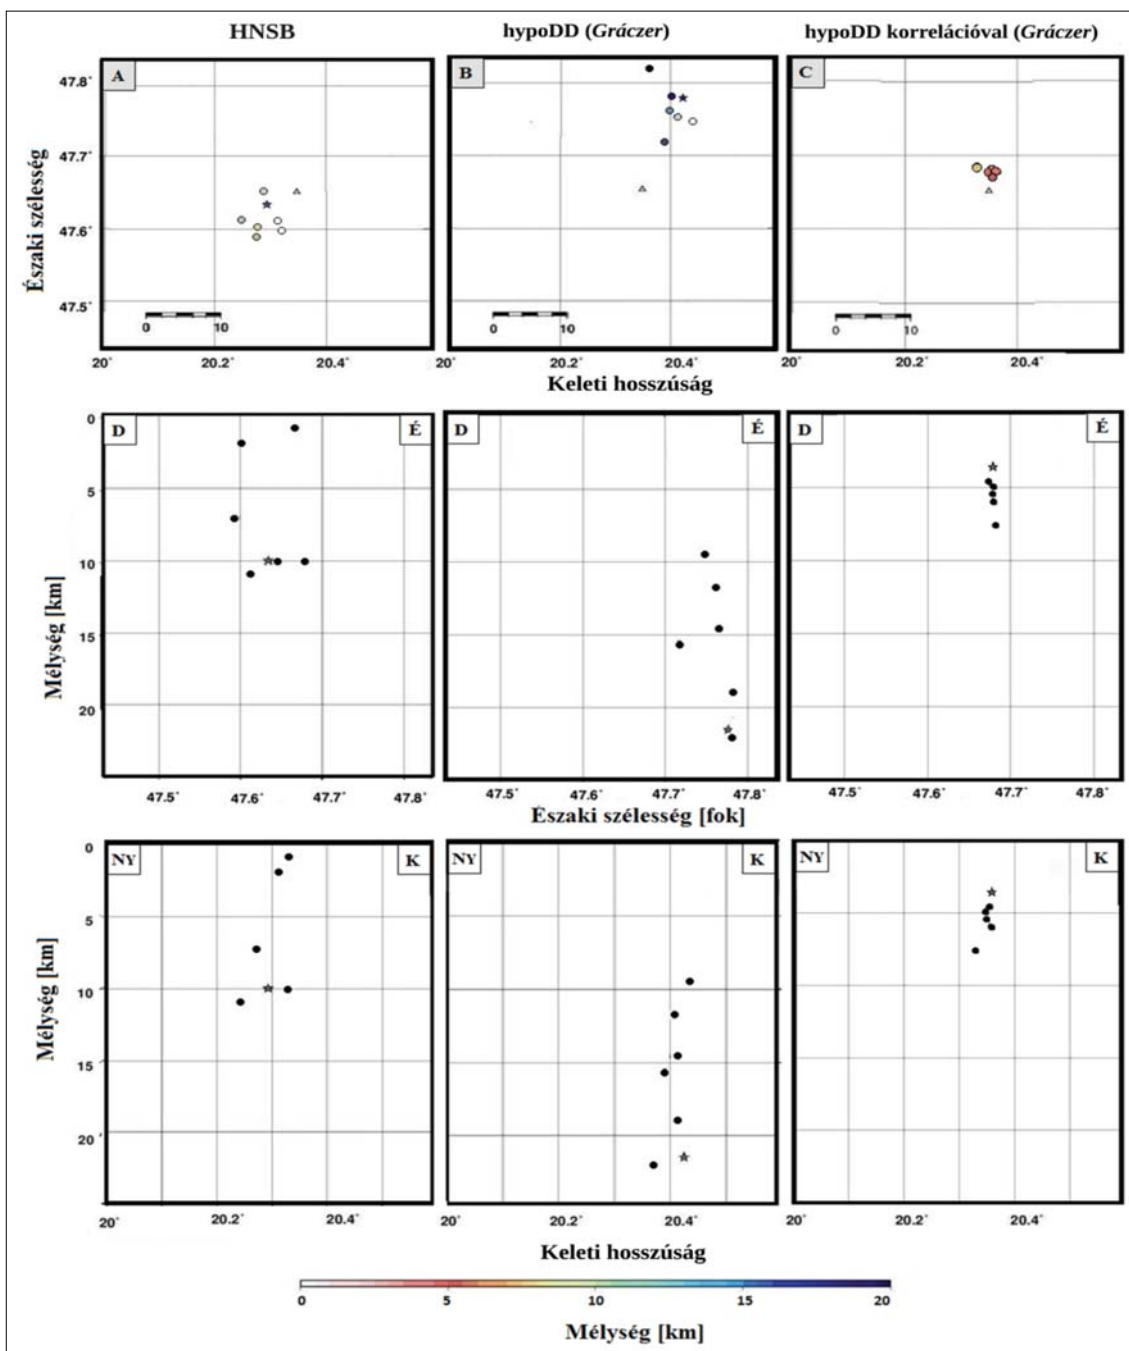 HNSB
hypoDD (Gráczer)
hypoDD korrelációval (Gráczer)
A
B
C
Északi szélesség
47.8°
47.7°
47.6°
47.5°
0 10
0 10
0 10
20° 20.2° 20.4°
20° 20.2° 20.4°
20° 20.2° 20.4°
Keleti hosszúság
D É
D É
D É
Mélység [km]
0
5
10
15
20
47.5° 47.6° 47.7° 47.8°
47.5° 47.6° 47.7° 47.8°
47.5° 47.6° 47.7° 47.8°
Északi szélesség [fok]
NY K
NY K
NY K
Mélység [km]
0
5
10
15
20
20° 20.2° 20.4°
20° 20.2° 20.4°
20° 20.2° 20.4°
Keleti hosszúság
0 5 10 15 20
Mélység [km]